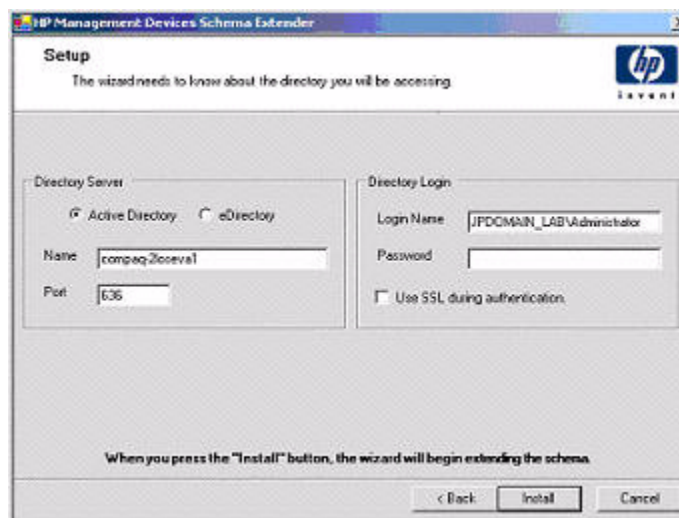 HP Management Devices Schema Extender
Setup
The wizard needs to know about the directory you will be accessing.
hp
invent
Directory Server
Active Directory
eDirectory
Name
Port
636
Directory Login
Login Name
JPDOMAIN_LAB\Administrator
Password
Use SSL during authentication.
When you press the "Install" button, the wizard will begin extending the schema.
< Back
Install
Cancel